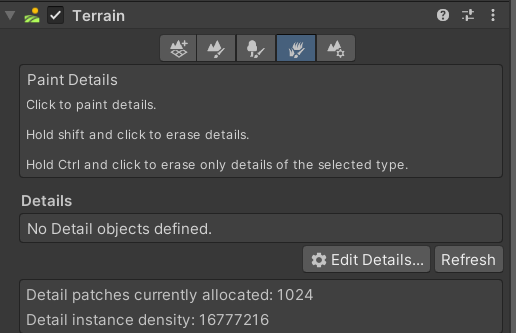 Terrain
Paint Details
Click to paint details.
Hold shift and click to erase details.
Hold Ctrl and click to erase only details of the selected type.
Details
No Detail objects defined.
Edit Details... Refresh
Detail patches currently allocated: 1024
Detail instance density: 16777216